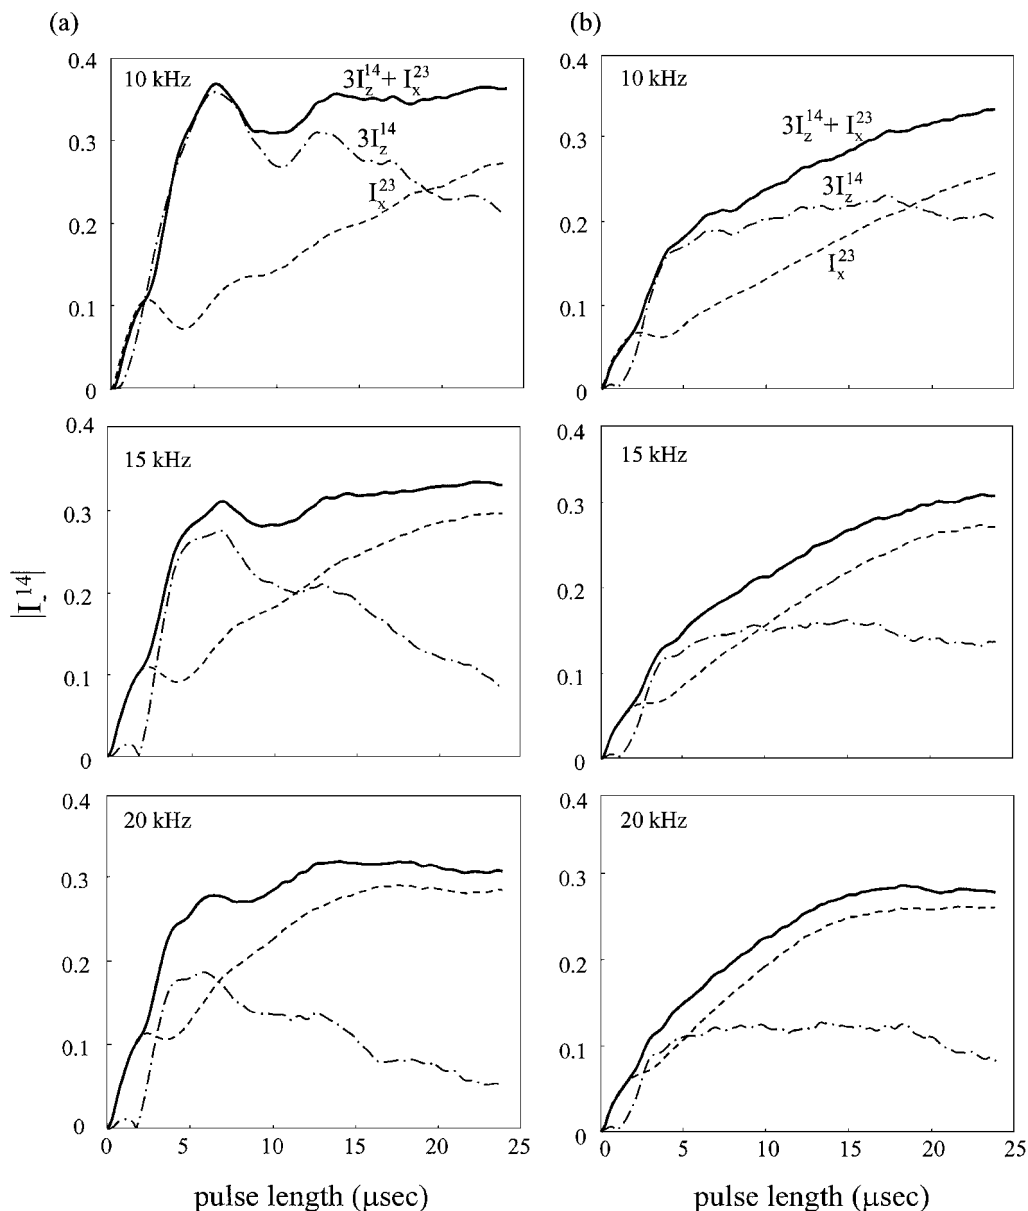 (a)
(b)
0.4
10 kHz
3I_z^14 + I_x^23
0.3
3I_z^14
I_x^23
0.2
0.1
0
0.4
10 kHz
3I_z^14 + I_x^23
0.3
3I_z^14
0.2
I_x^23
0.1
0
0.4
15 kHz
0.3
0.2
0.1
0
0.4
15 kHz
0.3
0.2
0.1
0
|I_-^14|
0.4
20 kHz
0.3
0.2
0.1
0
0 5 10 15 20 25
pulse length (μsec)
0.4
20 kHz
0.3
0.2
0.1
0
0 5 10 15 20 25
pulse length (μsec)